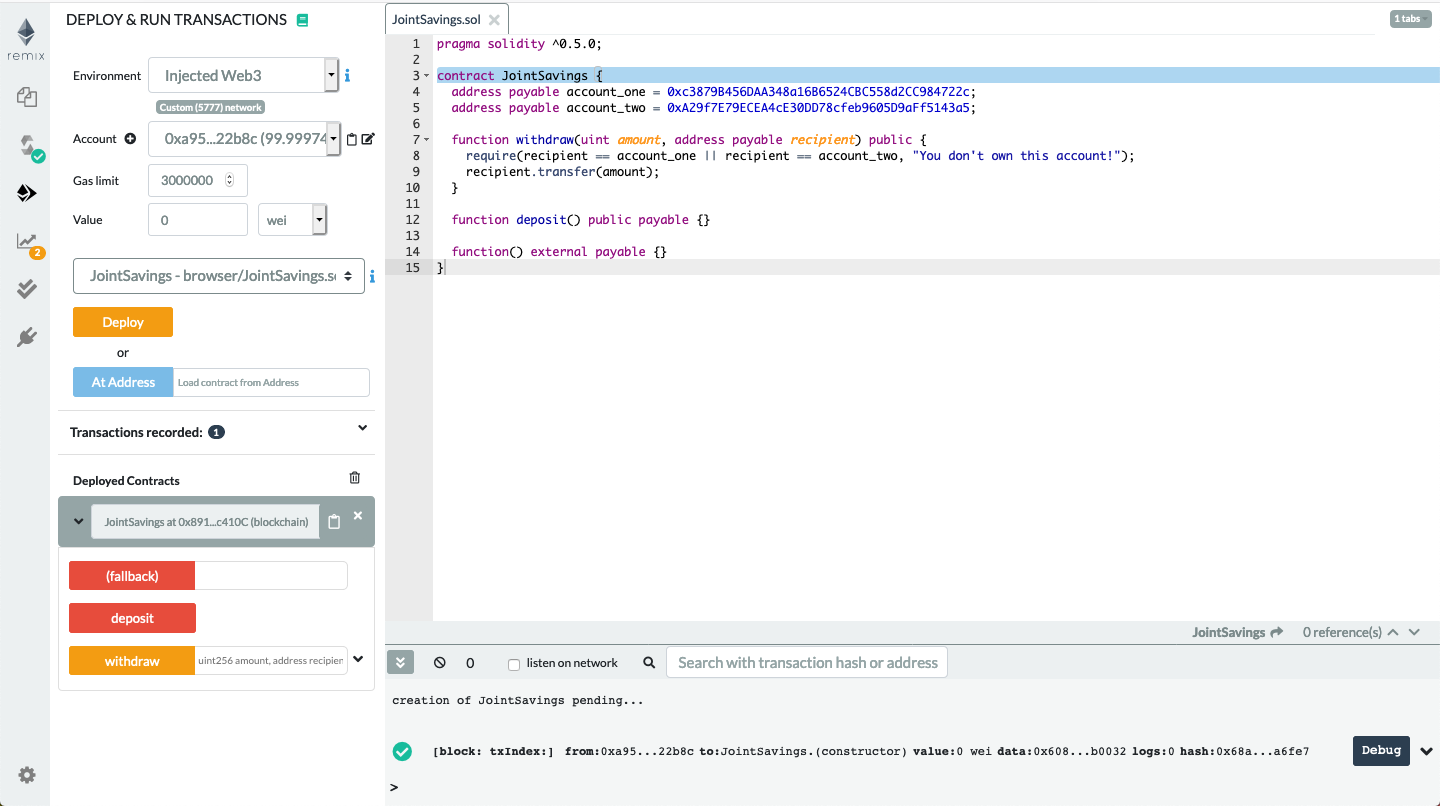 remix
2
DEPLOY & RUN TRANSACTIONS
Environment Injected Web3
Custom (5777) network
Account 0xa95...22b8c (99.99974
Gas limit 3000000
Value 0 wei
JointSavings - browser/JointSavings.s
Deploy
or
At Address Load contract from Address
Transactions recorded: 1
Deployed Contracts
JointSavings at 0x891...c410C (blockchain)
(fallback)
deposit
withdraw uint256 amount, address recipien
JointSavings.sol
1 tabs
1 pragma solidity ^0.5.0;
2
3 contract JointSavings {
4 address payable account_one = 0xc3879B456DAA348a16B6524CBC558d2CC984722c;
5 address payable account_two = 0xA29f7E79ECEA4cE30DD78cfeb9605D9aFf5143a5;
6
7 function withdraw(uint amount, address payable recipient) public {
8 require(recipient == account_one || recipient == account_two, "You don't own this account!");
9 recipient.transfer(amount);
10 }
11
12 function deposit() public payable {}
13
14 function() external payable {}
15 }
JointSavings 0 reference(s)
0 listen on network Search with transaction hash or address
creation of JointSavings pending...
[block: txIndex:] from:0xa95...22b8c to:JointSavings.(constructor) value:0 wei data:0x608...b0032 logs:0 hash:0x68a...a6fe7 Debug
>